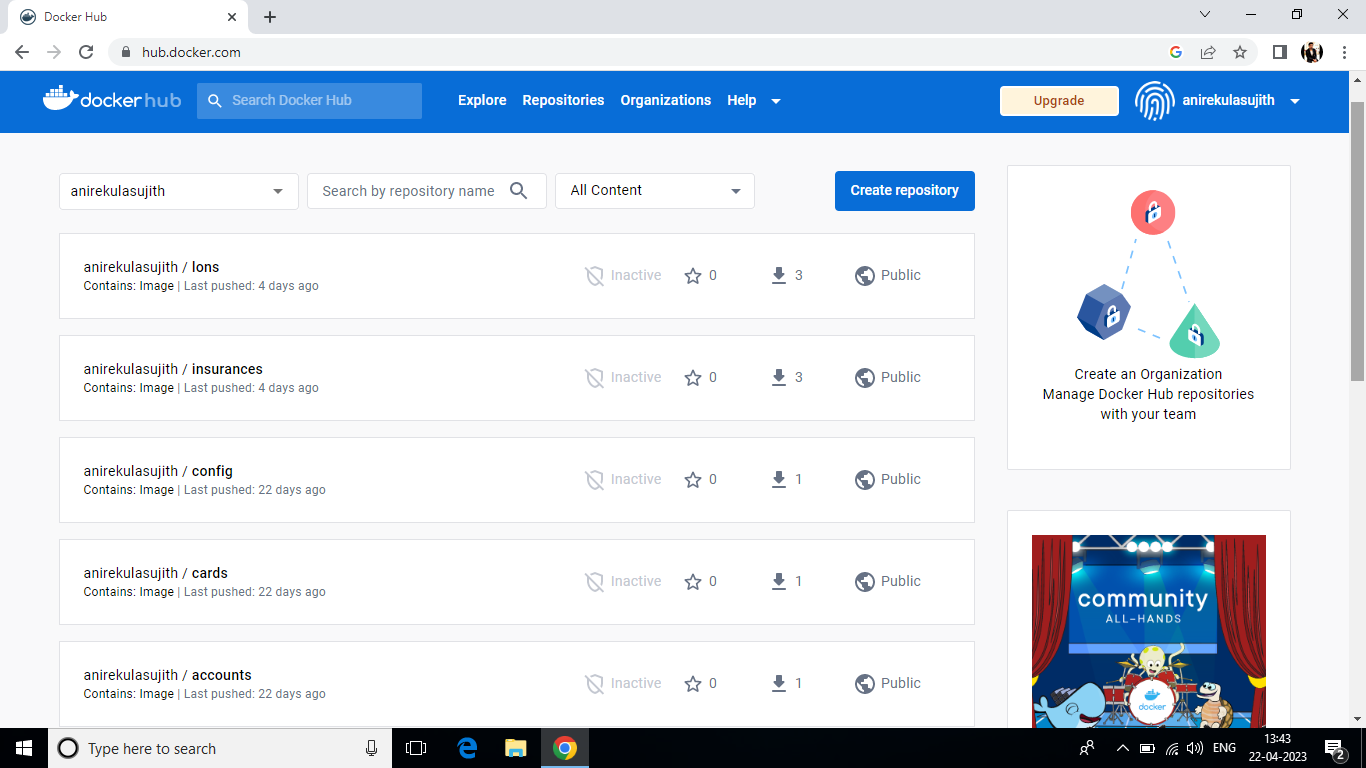 Docker Hub
hub.docker.com
docker hub
Search Docker Hub
Explore
Repositories
Organizations
Help
Upgrade
anirekulasujith
anirekulasujith
Search by repository name
All Content
Create repository
anirekulasujith / lons
Contains: Image | Last pushed: 4 days ago
Inactive
0
3
Public
anirekulasujith / insurances
Contains: Image | Last pushed: 4 days ago
Inactive
0
3
Public
anirekulasujith / config
Contains: Image | Last pushed: 22 days ago
Inactive
0
1
Public
anirekulasujith / cards
Contains: Image | Last pushed: 22 days ago
Inactive
0
1
Public
anirekulasujith / accounts
Contains: Image | Last pushed: 22 days ago
Inactive
0
1
Public
Create an Organization
Manage Docker Hub repositories
with your team
community
ALL-HANDS
docker
Type here to search
ENG
13:43
22-04-2023
2